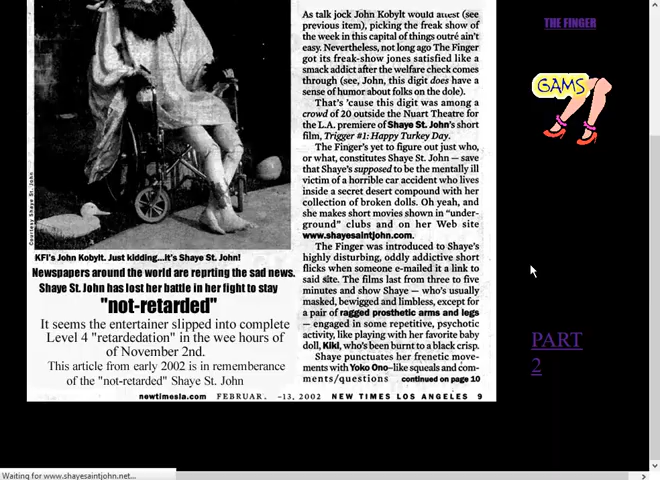 As talk jock John Kobylt would attest (see
previous item), picking the freak show of
the week in this capital of things outré ain't
easy. Nevertheless, not long ago The Finger
got its freak-show jones satisfied like a
smack addict after the welfare check comes
through (see, John, this digit does have a
sense of humor about folks on the dole).
That's 'cause this digit was among a
crowd of 20 outside the Nuart Theatre for
the L.A. premiere of Shaye St. John's short
film, Trigger #1: Happy Turkey Day.
The Finger's yet to figure out just who,
or what, constitutes Shaye St. John — save
that Shaye's supposed to be the mentally ill
victim of a horrible car accident who lives
inside a secret desert compound with her
collection of broken dolls. Oh yeah, and
she makes short movies shown in "under-
ground" clubs and on her Web site
www.shayesaintjohn.com.
The Finger was introduced to Shaye's
highly disturbing, oddly addictive short
flicks when someone e-mailed it a link to
said site. The films last from three to five
minutes and show Shaye — who's usually
masked, bewigged and limbless, except for
a pair of ragged prosthetic arms and legs
— engaged in some repetitive, psychotic
activity, like playing with her favorite baby
doll, Kiki, who's been burnt to a black crisp.
Shaye punctuates her frenetic move-
ments with Yoko Ono–like squeals and com-
ments/questions continued on page 10
Courtesy Shaye St. John
KFI's John Kobylt. Just kidding...it's Shaye St. John!
Newspapers around the world are reprting the sad news.
Shaye St. John has lost her battle in her fight to stay
"not-retarded"
It seems the entertainer slipped into complete
Level 4 "retardedation" in the wee hours of
of November 2nd.
This article from early 2002 is in rememberance
of the "not-retarded" Shaye St. John
newtimesla.com FEBRUAR. –13, 2002 NEW TIMES LOS ANGELES 9
THE FINGER
GAMS
PART
2
Waiting for www.shayesaintjohn.net...